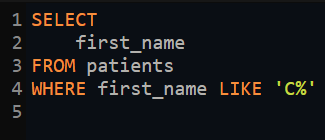 1 SELECT
2     first_name
3 FROM patients
4 WHERE first_name LIKE 'C%'
5